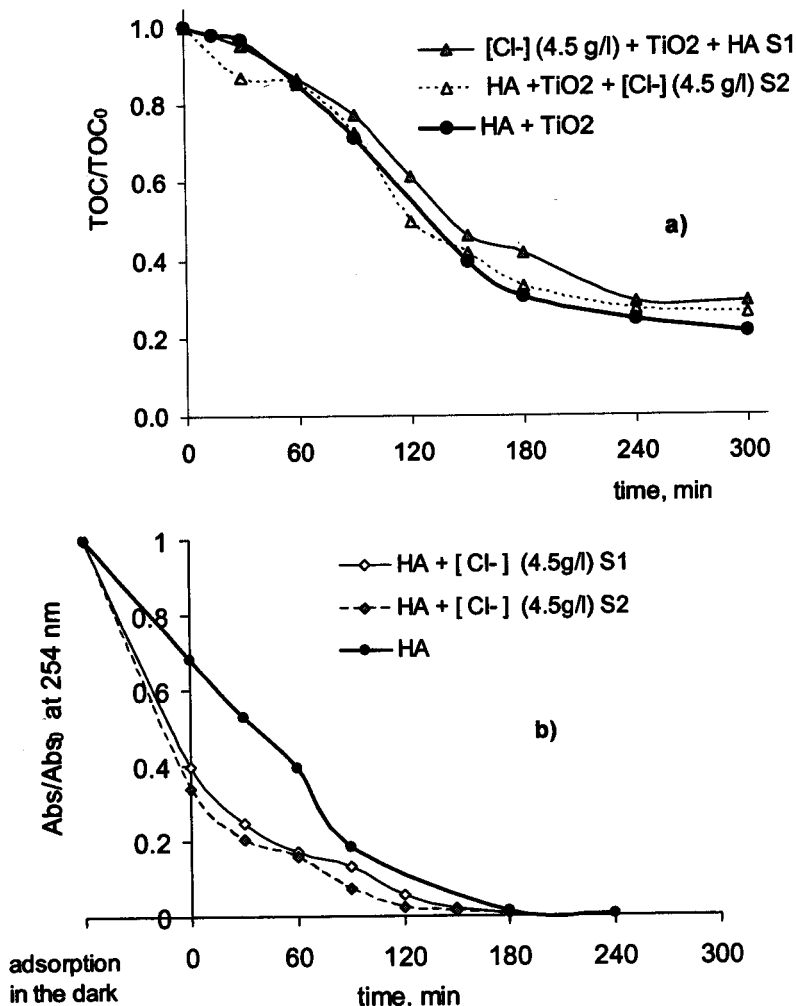 1.0
0.8
0.6
0.4
0.2
0.0
TOC/TOC₀
[Cl-] (4.5 g/l) + TiO2 + HA S1
HA +TiO2 + [Cl-] (4.5 g/l) S2
HA + TiO2
a)
0 60 120 180 240 300
time, min
1
0.8
0.6
0.4
0.2
0
Abs/Abs₀ at 254 nm
HA + [ Cl- ] (4.5g/l) S1
HA + [ Cl- ] (4.5g/l) S2
HA
b)
0 60 120 180 240 300
adsorption
in the dark
time, min